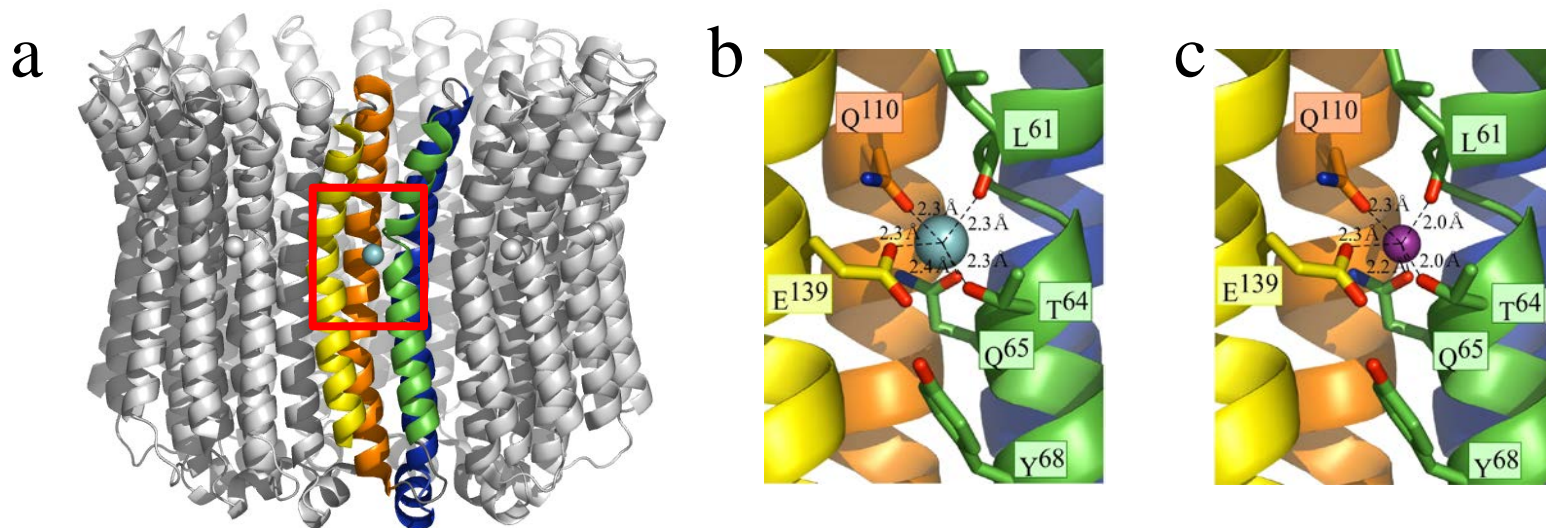 a
b
c
Q110
L61
2.3 Å
2.3 Å
2.3 Å
2.4 Å
2.3 Å
E139
T64
Q65
Y68
Q110
L61
2.3 Å
2.0 Å
2.3 Å
2.2 Å
2.0 Å
E139
T64
Q65
Y68